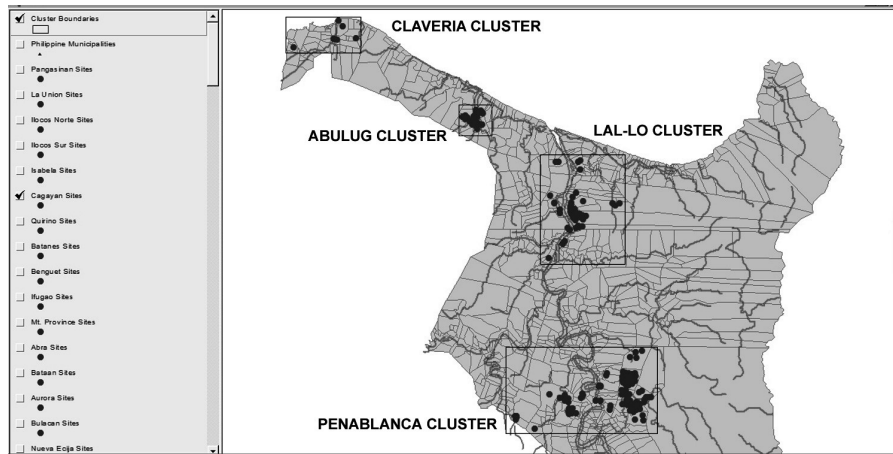 Cluster Boundaries
Philippine Municipalities
Pangasinan Sites
La Union Sites
Ilocos Norte Sites
Ilocos Sur Sites
Isabela Sites
Cagayan Sites
Quirino Sites
Batanes Sites
Benguet Sites
Ifugao Sites
Mt. Province Sites
Abra Sites
Bataan Sites
Aurora Sites
Bulacan Sites
Nueva Ecija Sites
CLAVERIA CLUSTER
ABULUG CLUSTER
LAL-LO CLUSTER
PENABLANCA CLUSTER